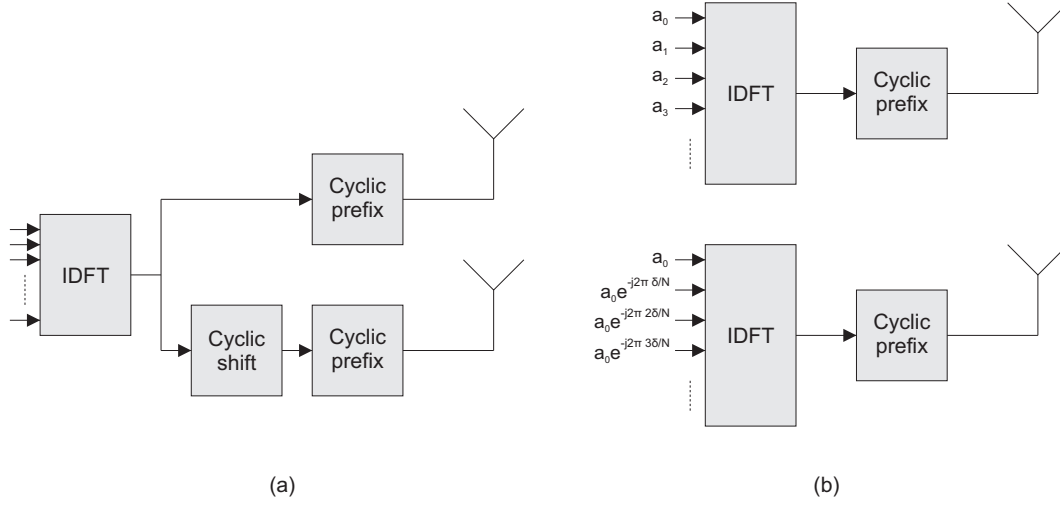 IDFT
Cyclic
prefix
Cyclic
shift
Cyclic
prefix
(a)
a₀
a₁
a₂
a₃
IDFT
Cyclic
prefix
a₀
a₀e^-j2π δ/N
a₀e^-j2π 2δ/N
a₀e^-j2π 3δ/N
IDFT
Cyclic
prefix
(b)